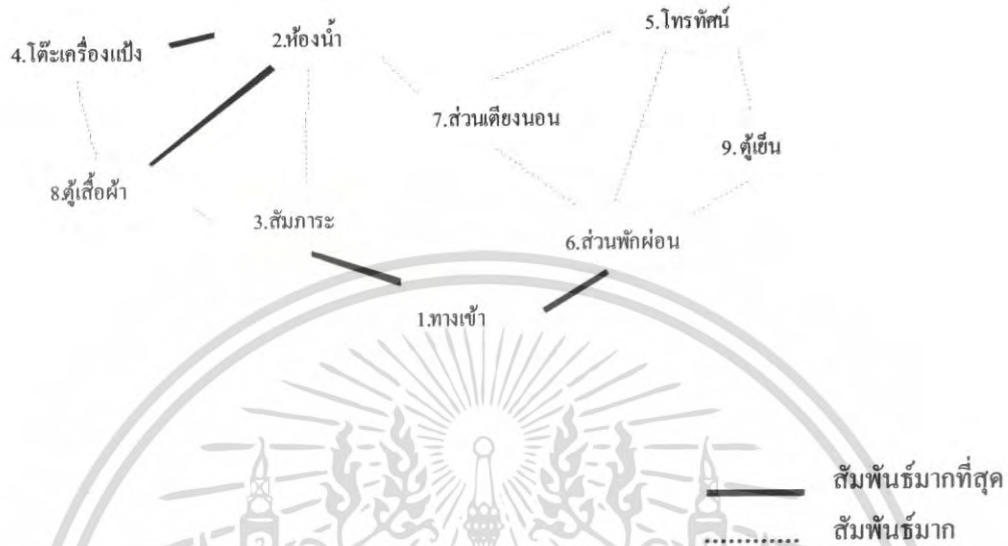 5.โทรทัศน์
2.ห้องน้ำ
4.โต๊ะเครื่องแป้ง
7.ส่วนเตียงนอน
9.ตู้เย็น
8.ตู้เสื้อผ้า
3.สัมภาระ
6.ส่วนพักผ่อน
1.ทางเข้า
สัมพันธ์มากที่สุด
สัมพันธ์มาก